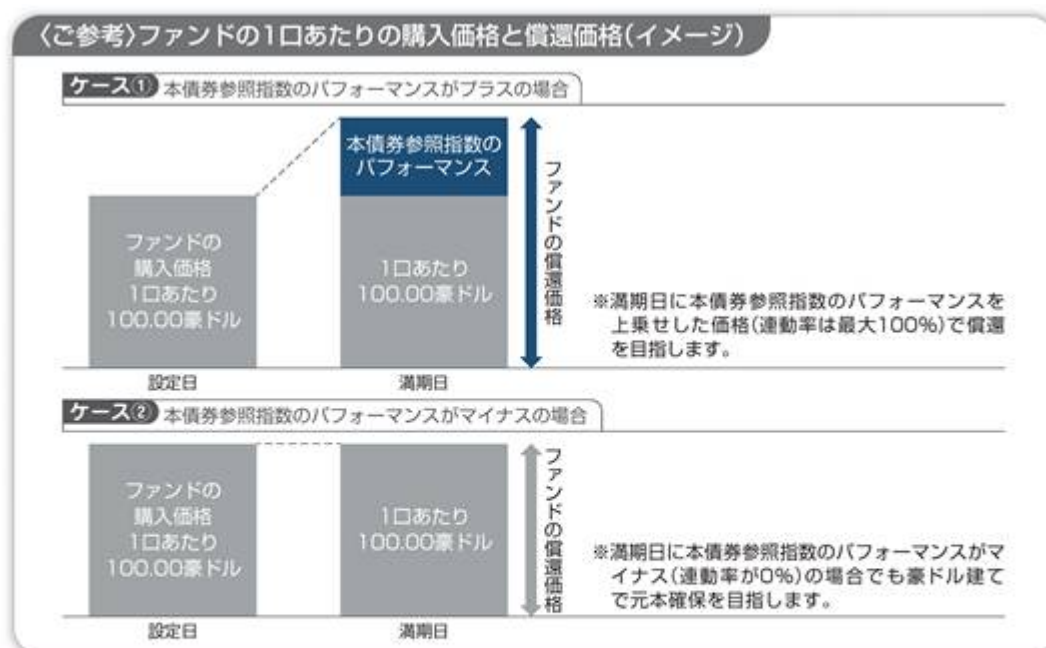 〈ご参考〉ファンドの1口あたりの購入価格と償還価格(イメージ)
ケース① 本債券参照指数のパフォーマンスがプラスの場合
本債券参照指数の
パフォーマンス
ファンドの
購入価格
1口あたり
100.00豪ドル
1口あたり
100.00豪ドル
ファンドの償還価格
※満期日に本債券参照指数のパフォーマンスを
上乗せした価格(連動率は最大100%)で償還
を目指します。
設定日
満期日
ケース② 本債券参照指数のパフォーマンスがマイナスの場合
ファンドの
購入価格
1口あたり
100.00豪ドル
1口あたり
100.00豪ドル
ファンドの償還価格
※満期日に本債券参照指数のパフォーマンスがマ
イナス(連動率が0%)の場合でも豪ドル建て
で元本確保を目指します。
設定日
満期日